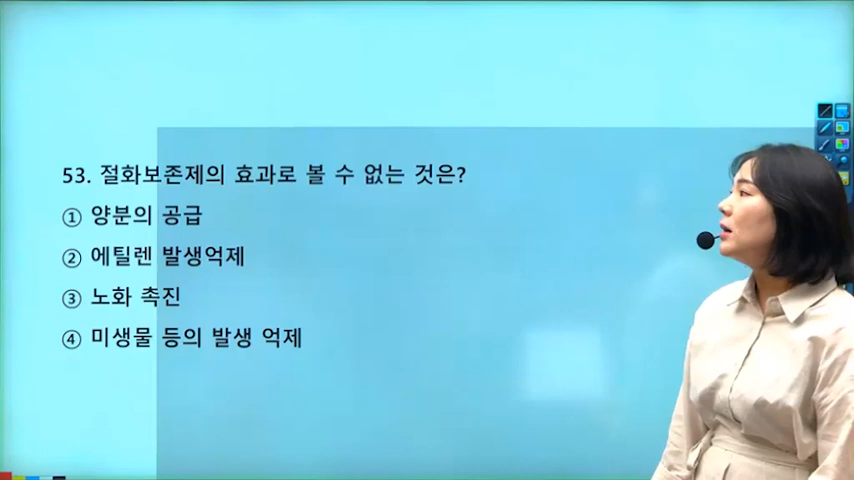 53. 절화보존제의 효과로 볼 수 없는 것은?
① 양분의 공급
② 에틸렌 발생억제
③ 노화 촉진
④ 미생물 등의 발생 억제